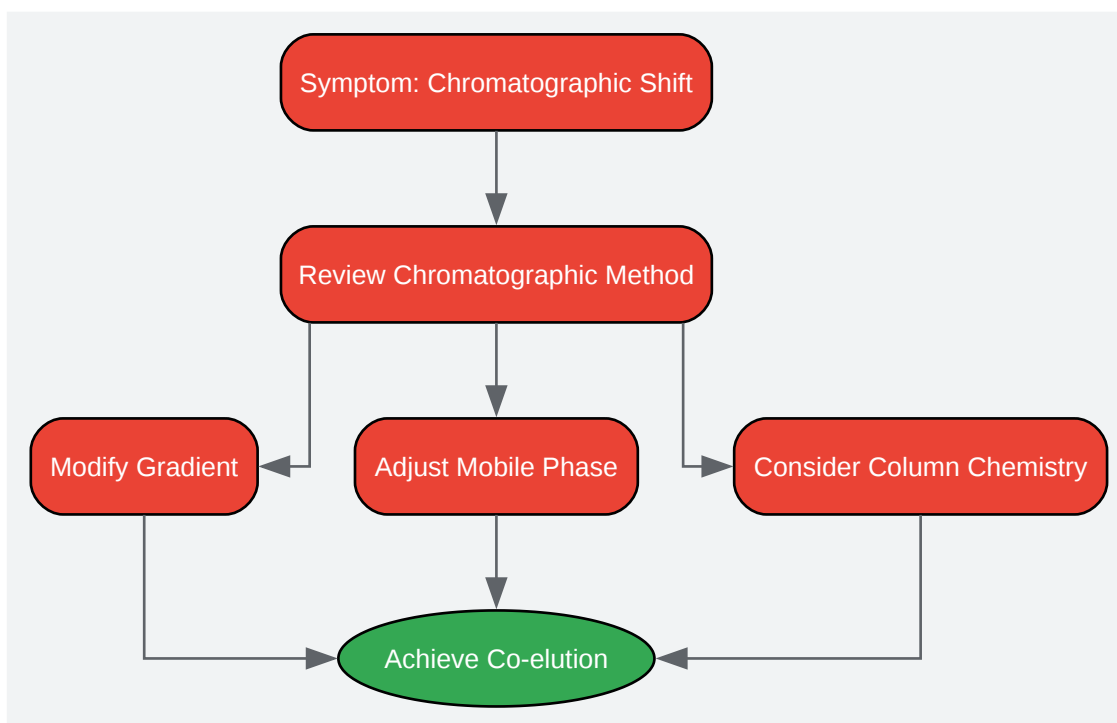 Symptom: Chromatographic Shift
Review Chromatographic Method
Modify Gradient
Adjust Mobile Phase
Consider Column Chemistry
Achieve Co-elution